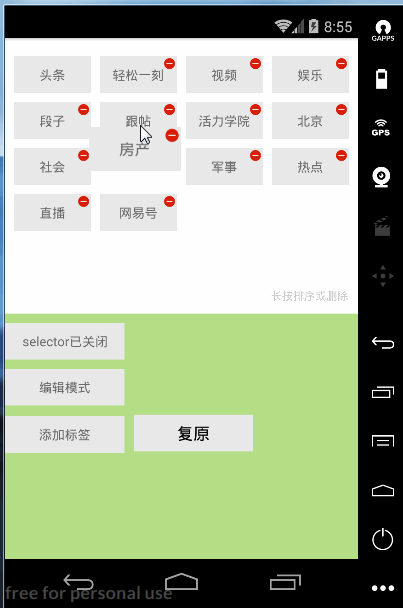 8:55
GAPPS
头条 轻松一刻 视频 娱乐
段子 跟帖 活力学院 北京
GPS
房产
社会 军事 热点
直播 网易号
长按排序或删除
selector已关闭
编辑模式
添加标签 复原
free for personal use